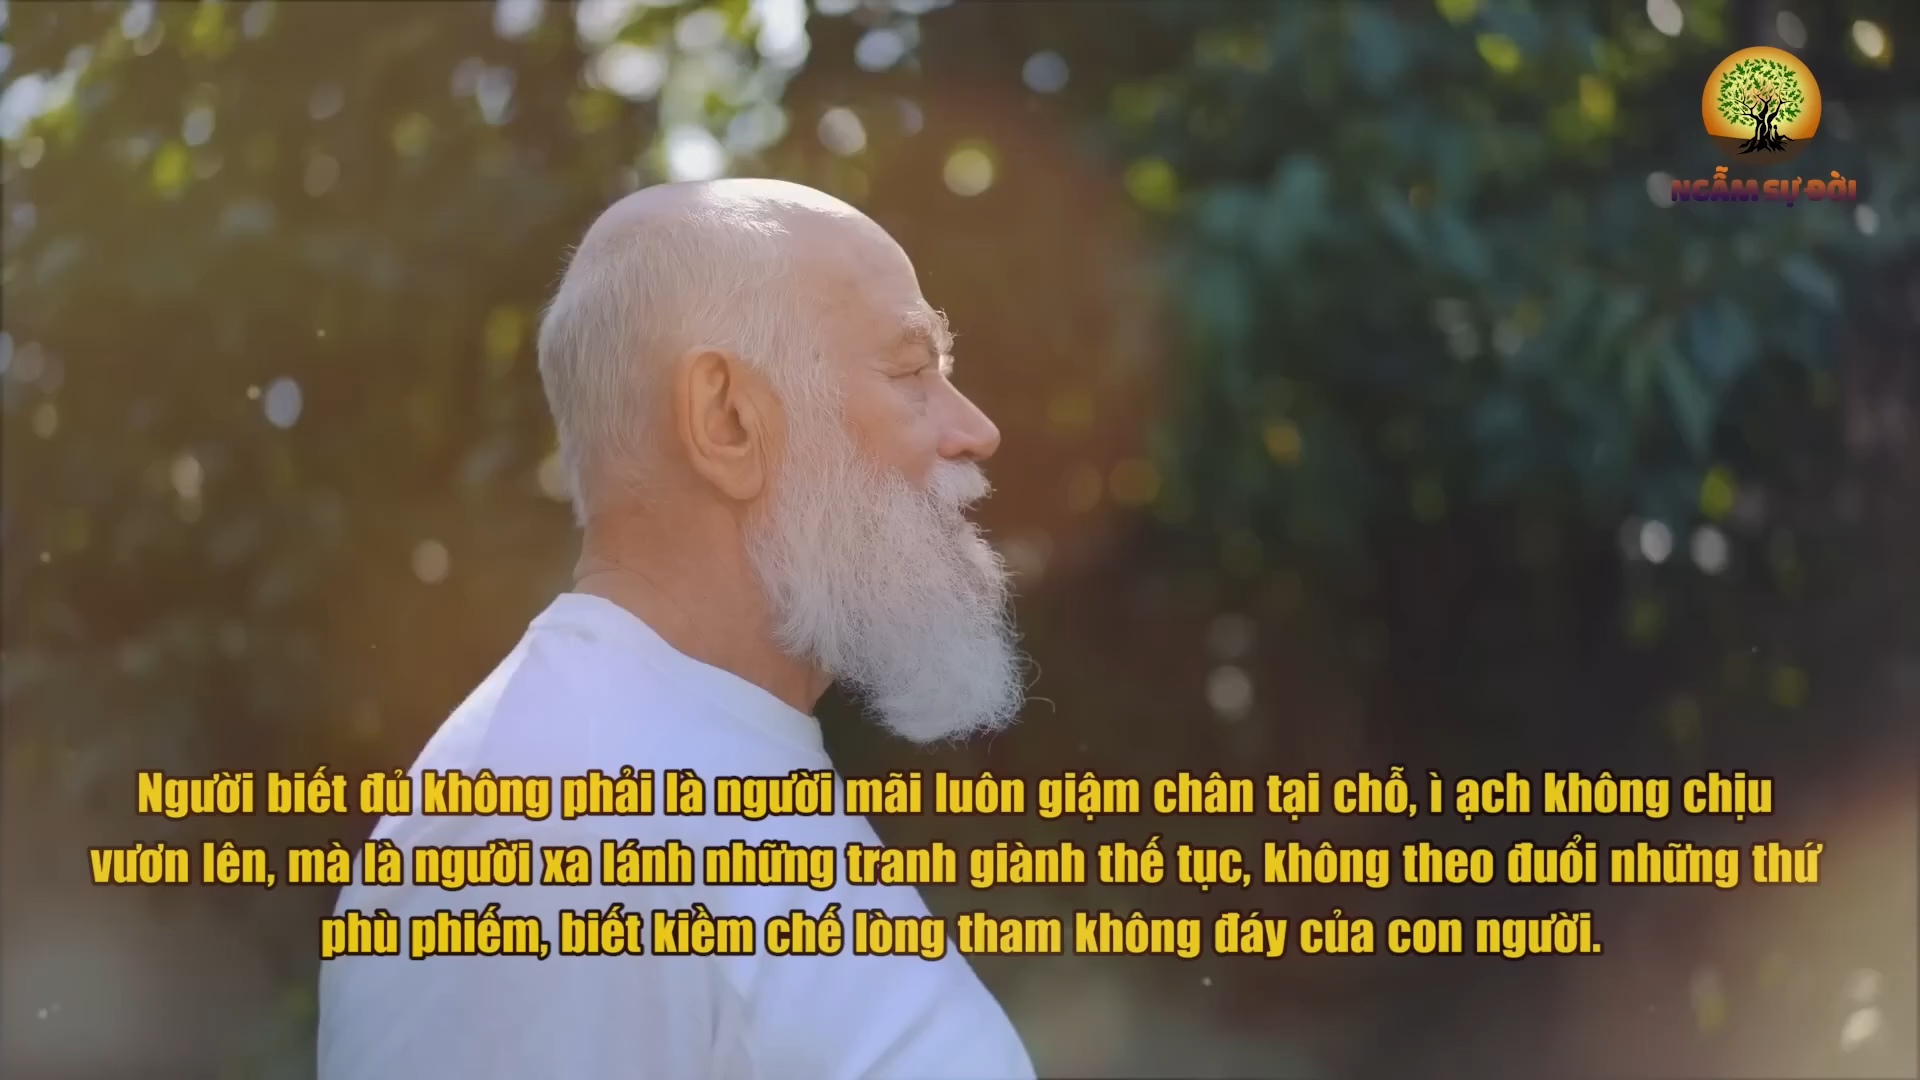 NGẪM SỰ ĐỜI
Người biết đủ không phải là người mãi luôn giậm chân tại chỗ, ì ạch không chịu
vươn lên, mà là người xa lánh những tranh giành thế tục, không theo đuổi những thứ
phù phiếm, biết kiềm chế lòng tham không đáy của con người.